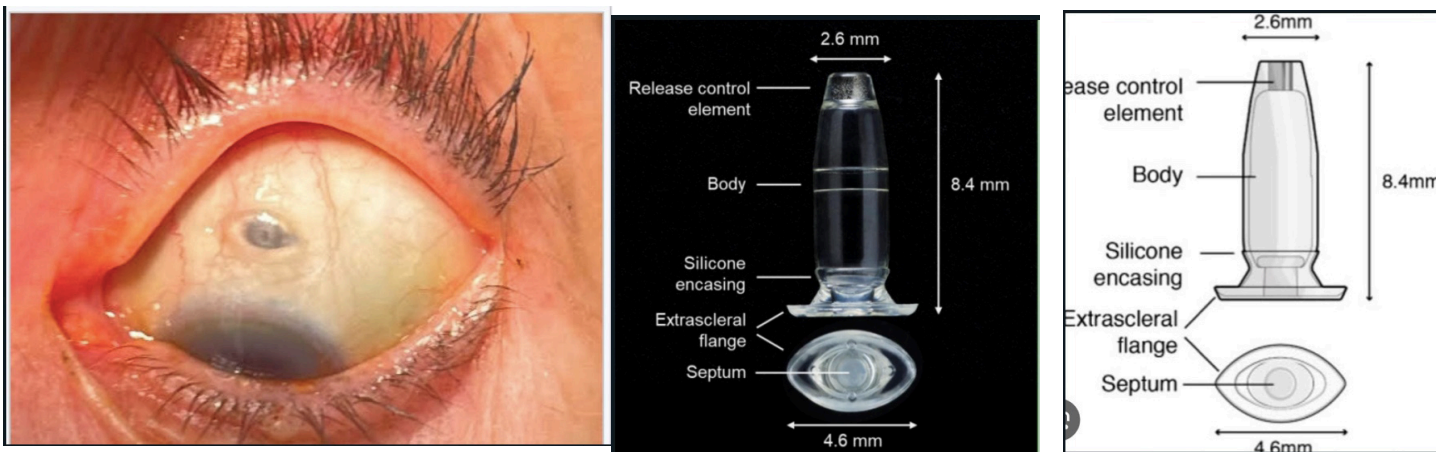 2.6 mm
Release control
element
Body
8.4 mm
Silicone
encasing
Extrascleral
flange
Septum
4.6 mm
2.6mm
ease control
element
Body
8.4mm
Silicone
encasing
Extrascleral
flange
Septum
4.6mm